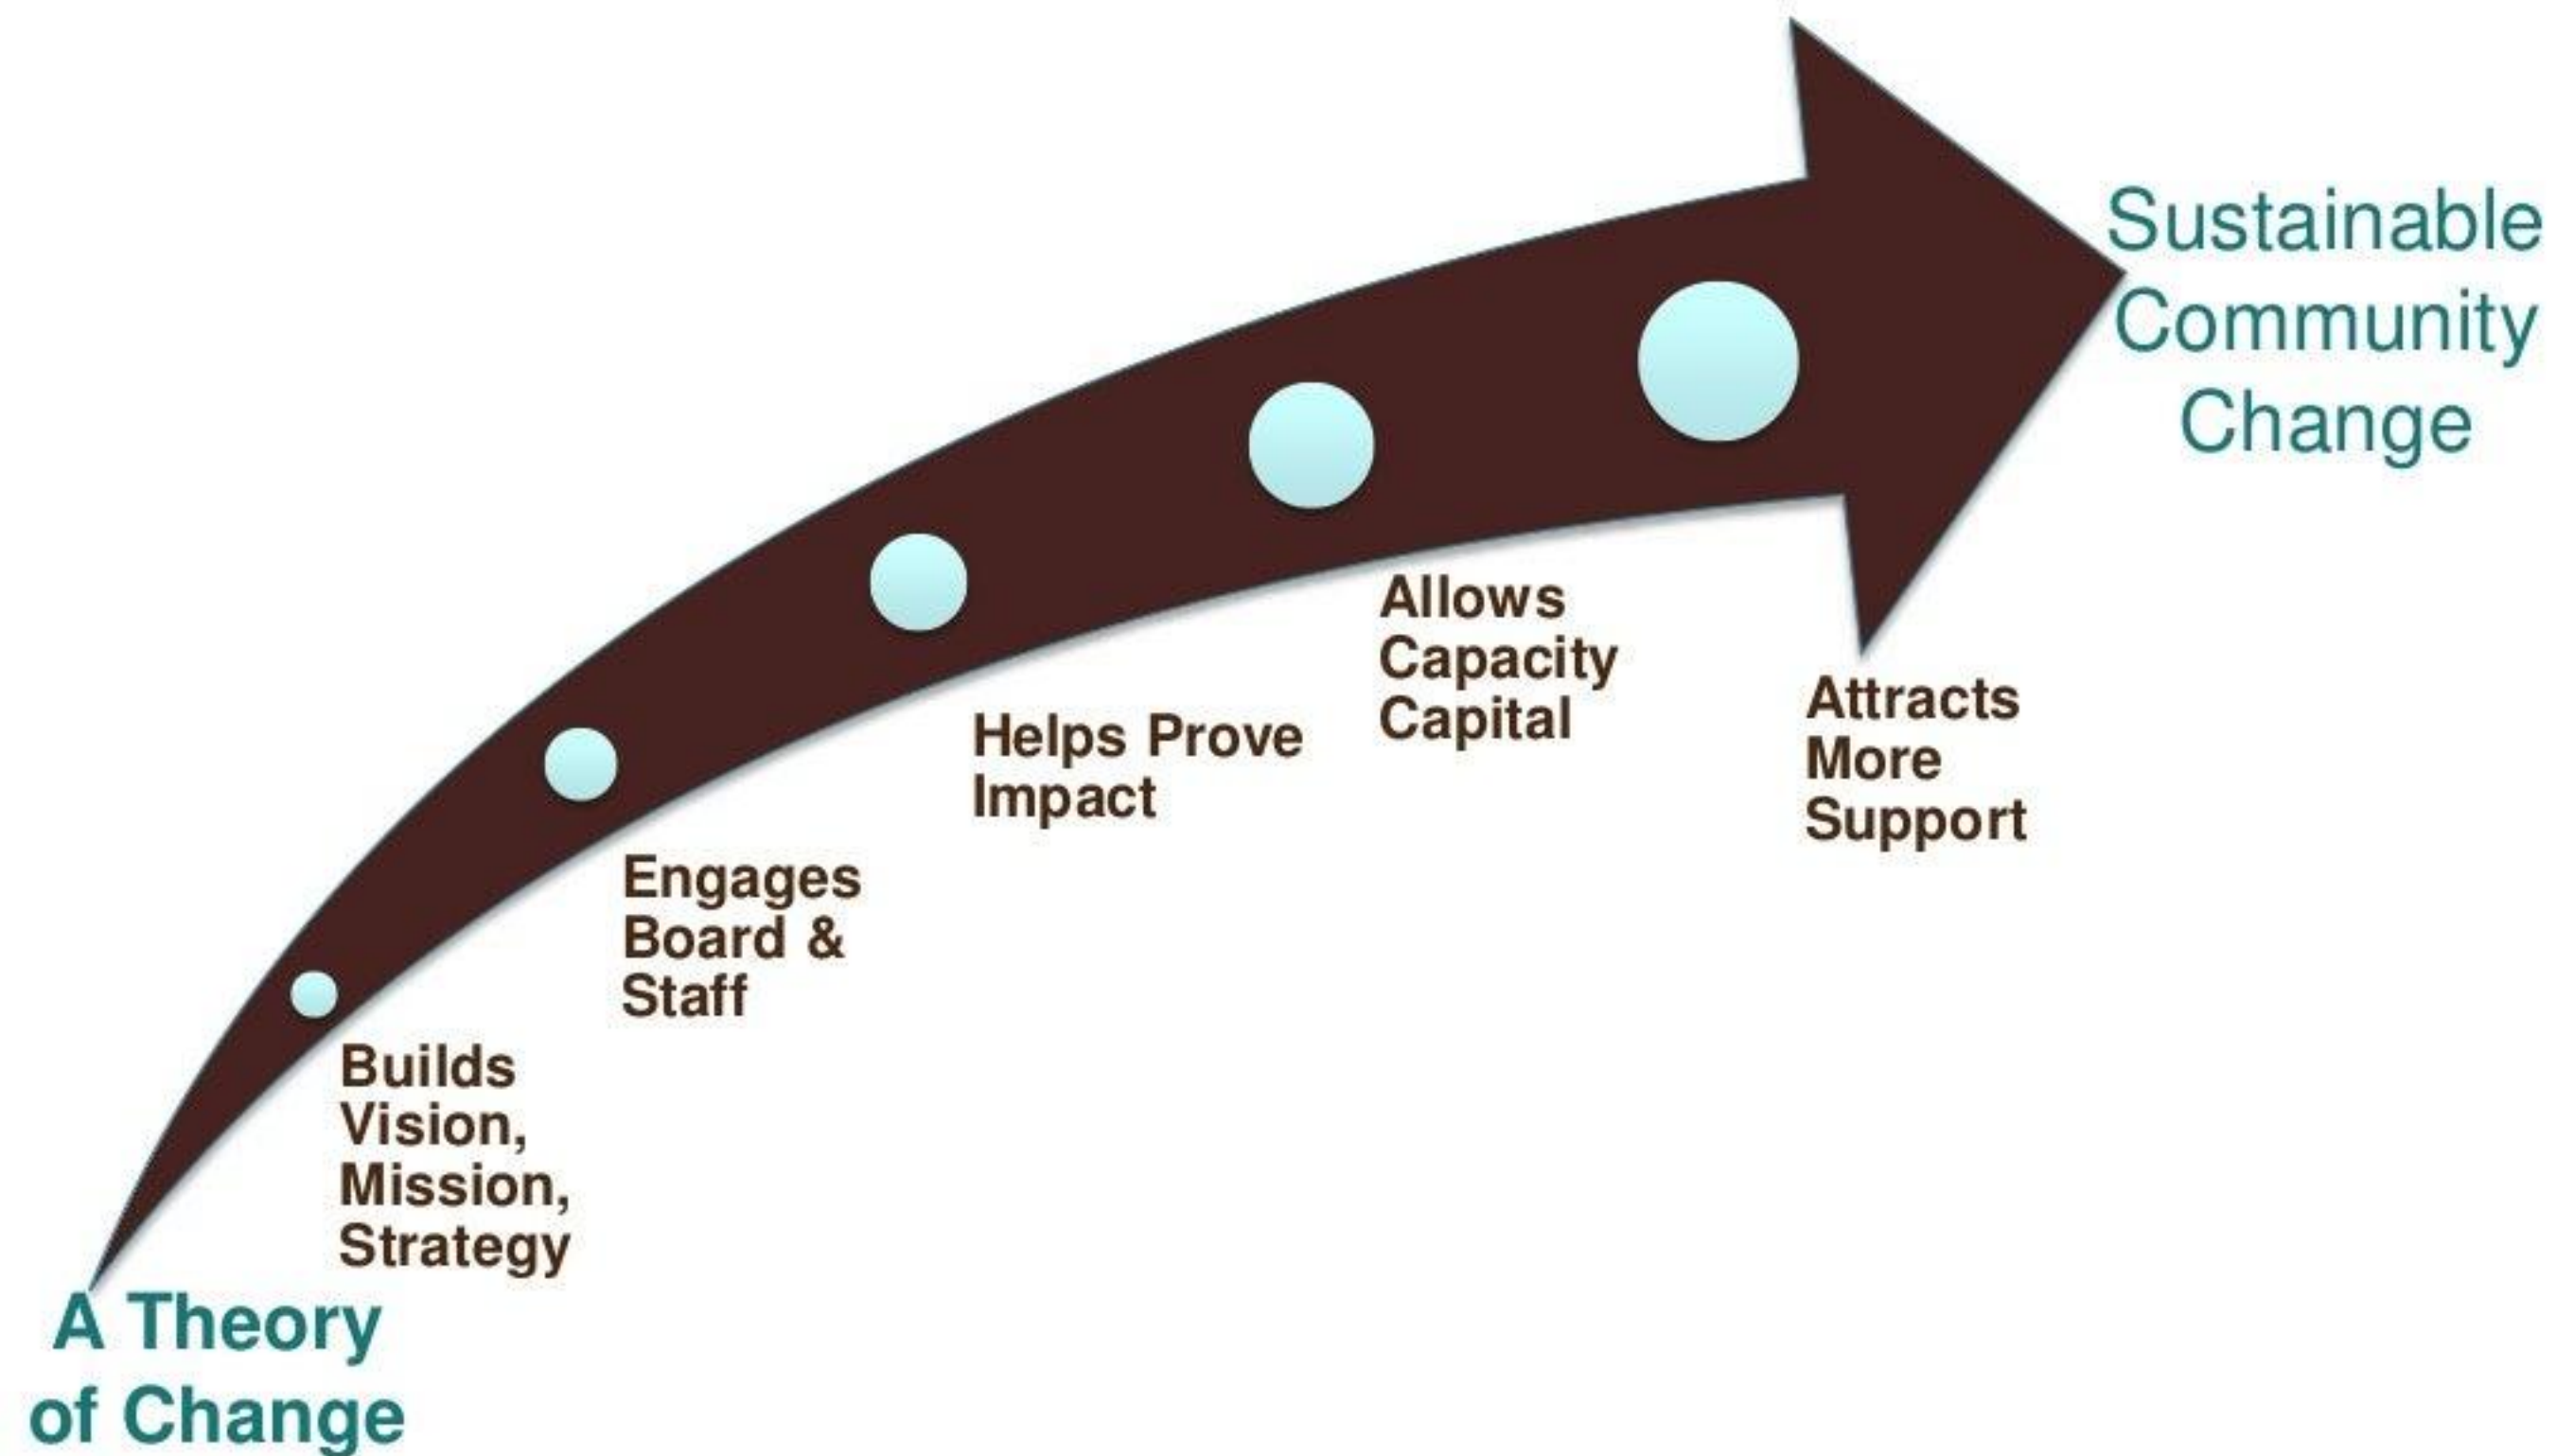 A Theory
of Change
Builds
Vision,
Mission,
Strategy
Engages
Board &
Staff
Helps Prove
Impact
Allows
Capacity
Capital
Attracts
More
Support
Sustainable
Community
Change